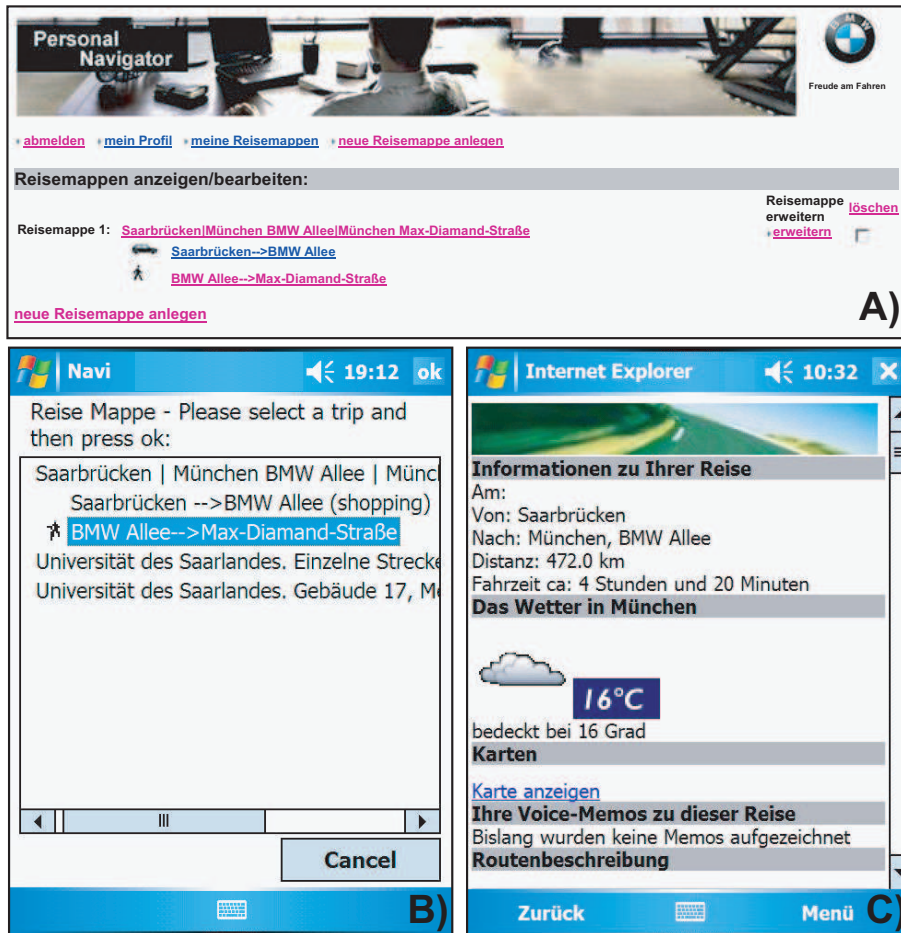 Personal
Navigator
BMW
Freude am Fahren
abmelden mein Profil meine Reisemappen neue Reisemappe anlegen
Reisemappen anzeigen/bearbeiten:
Reisemappe erweitern
löschen
Reisemappe 1: Saarbrücken|München BMW Allee|München Max-Diamand-Straße
erweitern
Saarbrücken-->BMW Allee
BMW Allee-->Max-Diamand-Straße
neue Reisemappe anlegen
A)
Navi 19:12 ok
Reise Mappe - Please select a trip and
then press ok:
Saarbrücken | München BMW Allee | Münch
Saarbrücken -->BMW Allee (shopping)
BMW Allee-->Max-Diamand-Straße
Universität des Saarlandes. Einzelne Strecke
Universität des Saarlandes. Gebäude 17, Me
Cancel
B)
Internet Explorer 10:32
Informationen zu Ihrer Reise
Am:
Von: Saarbrücken
Nach: München, BMW Allee
Distanz: 472.0 km
Fahrzeit ca: 4 Stunden und 20 Minuten
Das Wetter in München
16°C
bedeckt bei 16 Grad
Karten
Karte anzeigen
Ihre Voice-Memos zu dieser Reise
Bislang wurden keine Memos aufgezeichnet
Routenbeschreibung
Zurück Menü
C)